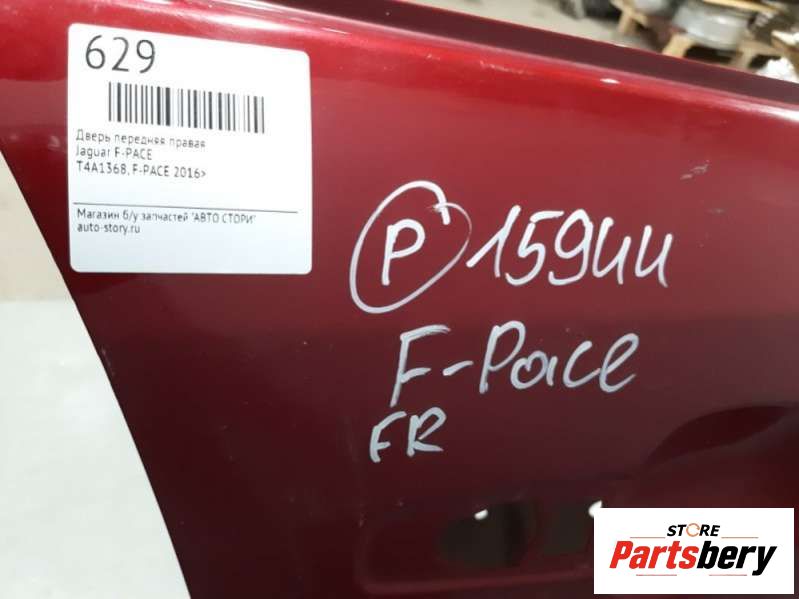 629
Дверь передняя правая
Jaguar F-PACE
T4A1368, F-PACE 2016>
Магазин б/у запчастей "АВТО СТОРИ"
auto-story.ru
P 15944
F-Pace
FR
STORE
Partsbery